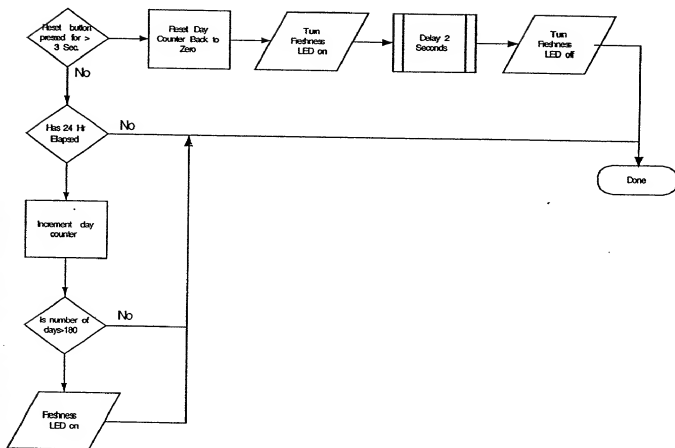 Reset button
pressed for >
3 Sec.
Reset Day
Counter Back to
Zero
Turn
Freshness
LED on
Delay 2
Seconds
Turn
Freshness
LED off
No
Has 24 Hr
Elapsed
No
Done
Increment day
counter
Is number of
days>180
No
Freshness
LED on